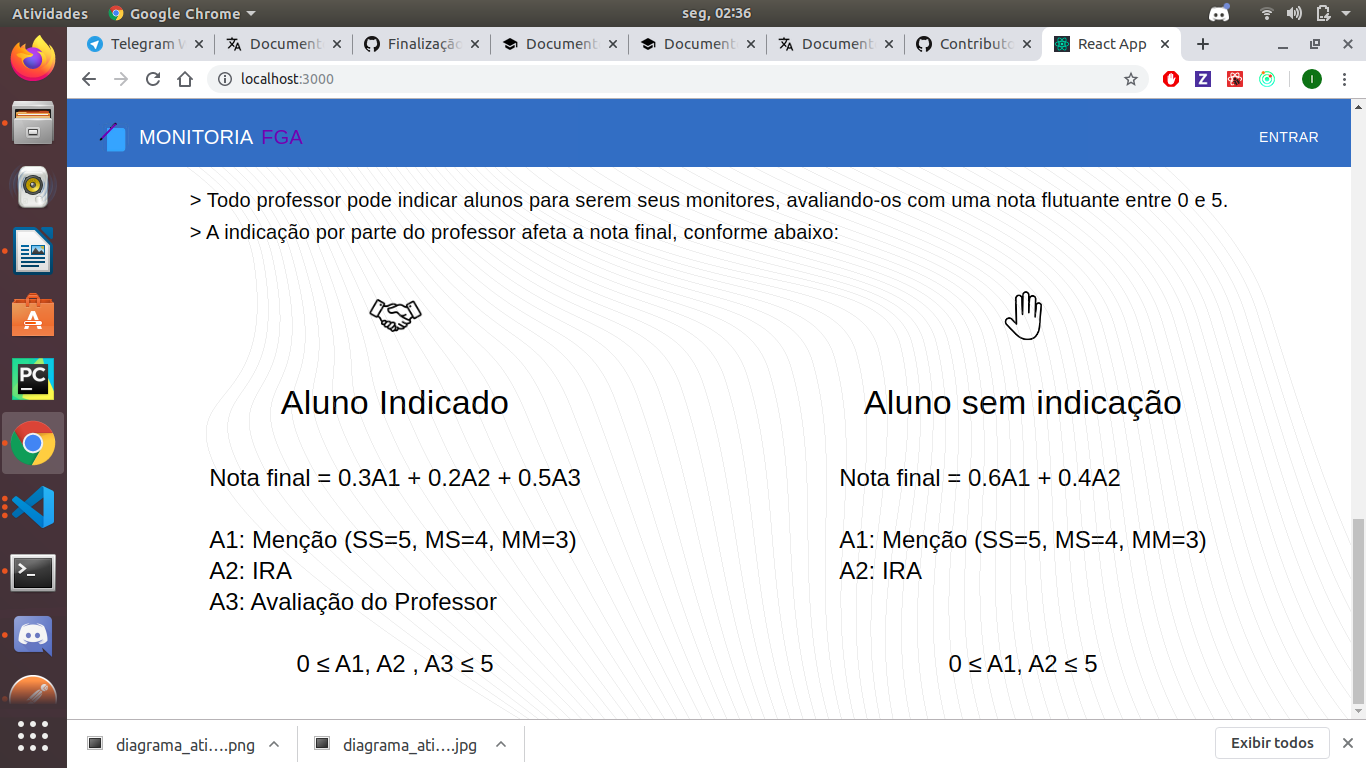 Atividades Google Chrome seg, 02:36
Telegram W Document Finalizaçã Document Document Document Contributo React App
localhost:3000
MONITORIA FGA ENTRAR
> Todo professor pode indicar alunos para serem seus monitores, avaliando-os com uma nota flutuante entre 0 e 5.
> A indicação por parte do professor afeta a nota final, conforme abaixo:
Aluno Indicado
Nota final = 0.3A1 + 0.2A2 + 0.5A3
A1: Menção (SS=5, MS=4, MM=3)
A2: IRA
A3: Avaliação do Professor
0 ≤ A1, A2 , A3 ≤ 5
Aluno sem indicação
Nota final = 0.6A1 + 0.4A2
A1: Menção (SS=5, MS=4, MM=3)
A2: IRA
0 ≤ A1, A2 ≤ 5
diagrama_ati....png diagrama_ati....jpg Exibir todos